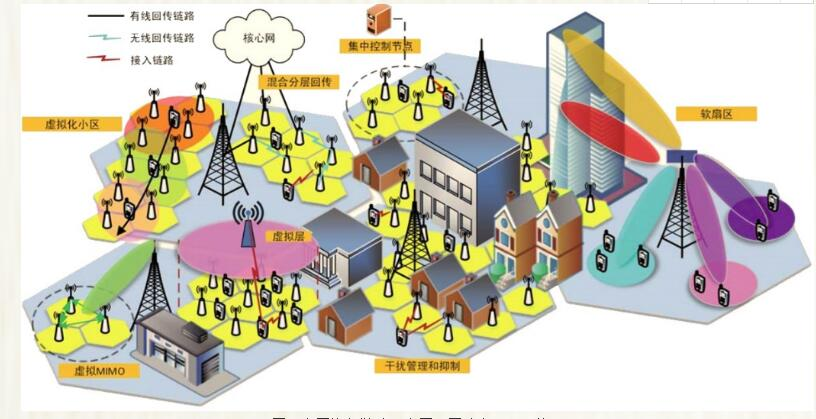 有线回传链路
无线回传链路
接入链路
核心网
集中控制节点
混合分层回传
虚拟化小区
软扇区
虚拟层
虚拟MIMO
干扰管理和抑制